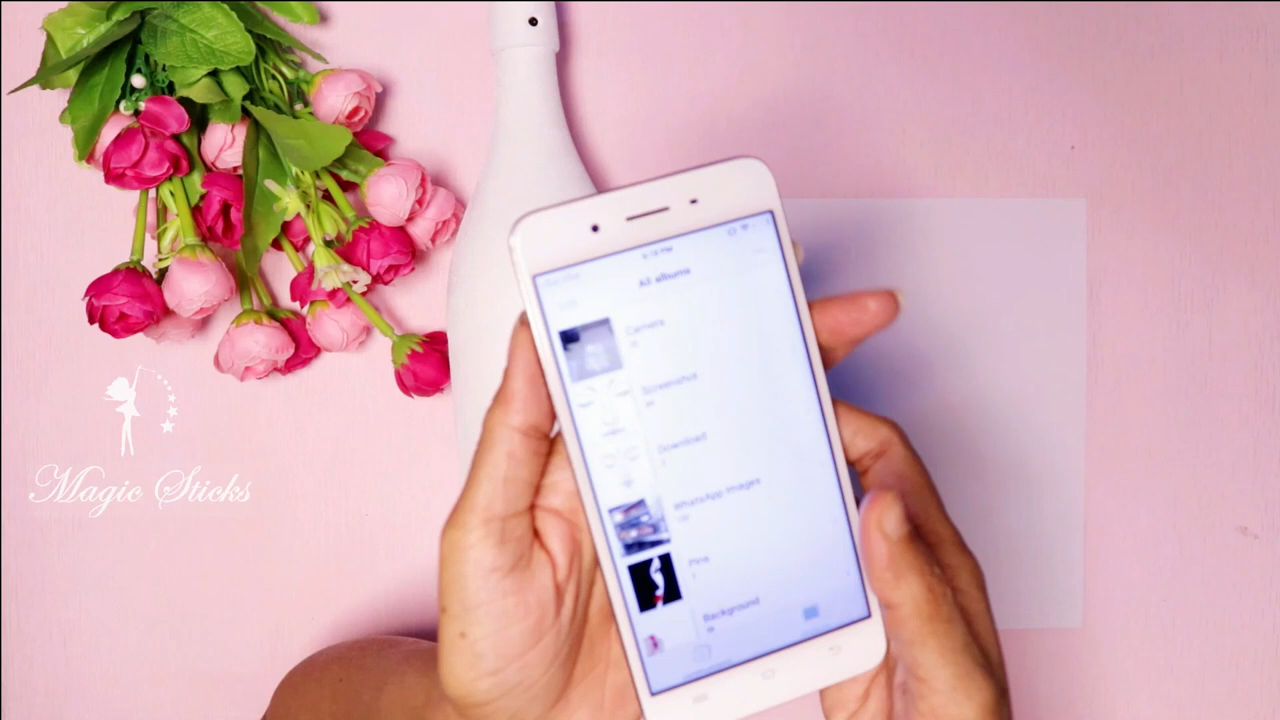 All albums
Camera
Screenshot
Download
WhatsApp Images
Pins
Background
Magic Sticks